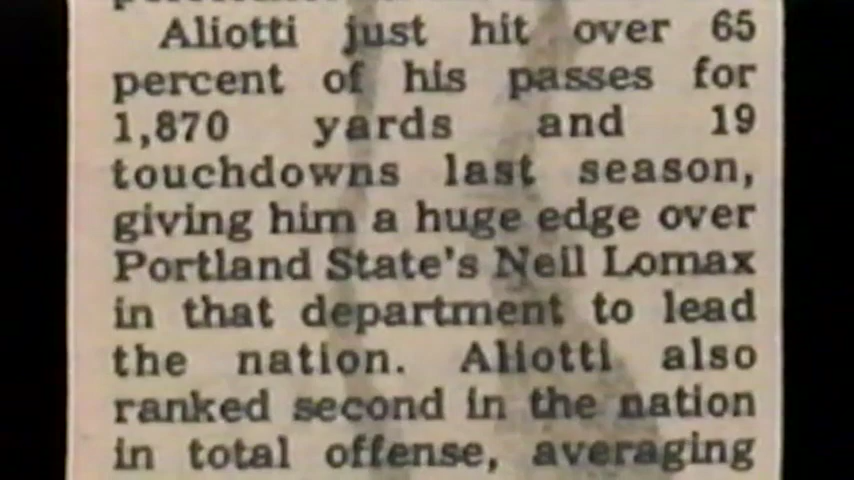 Aliotti just hit over 65
percent of his passes for
1,870 yards and 19
touchdowns last season,
giving him a huge edge over
Portland State's Neil Lomax
in that department to lead
the nation. Aliotti also
ranked second in the nation
in total offense, averaging